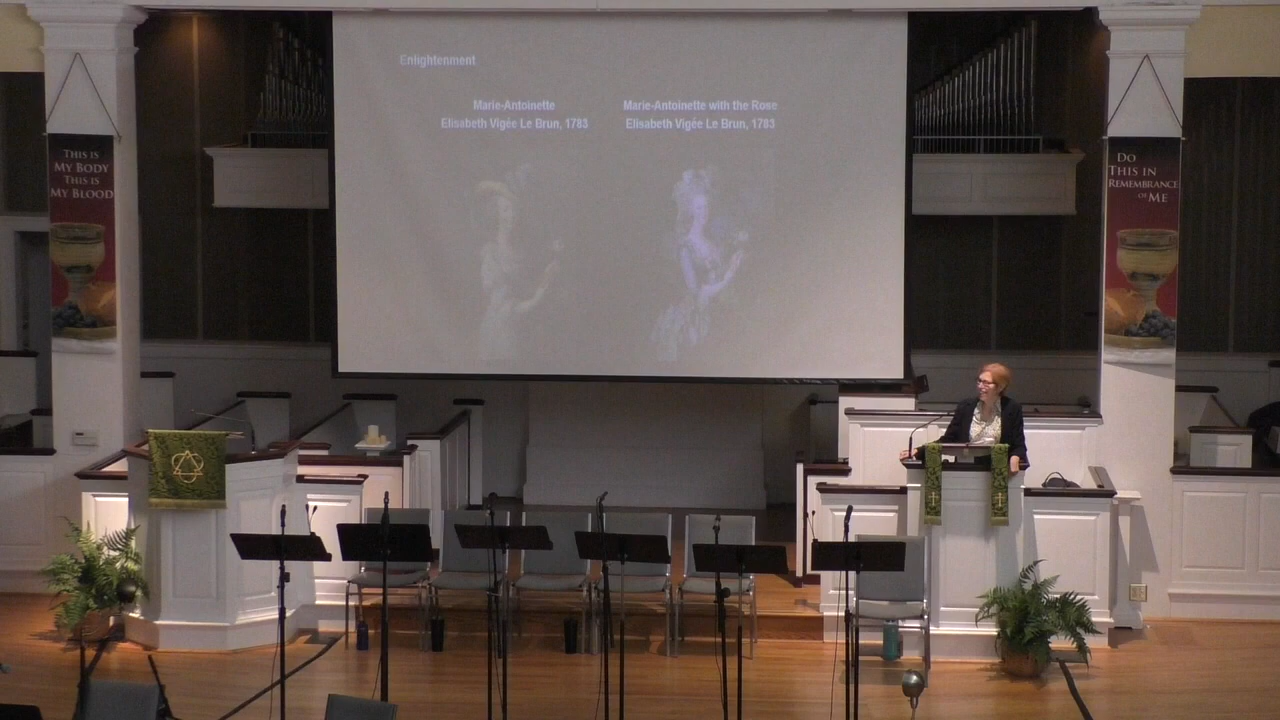 Enlightenment
Marie-Antoinette
Elisabeth Vigée Le Brun, 1783
Marie-Antoinette with the Rose
Elisabeth Vigée Le Brun, 1783
This is
My Body
This is
My Blood
Do
This in
Remembrance
of Me